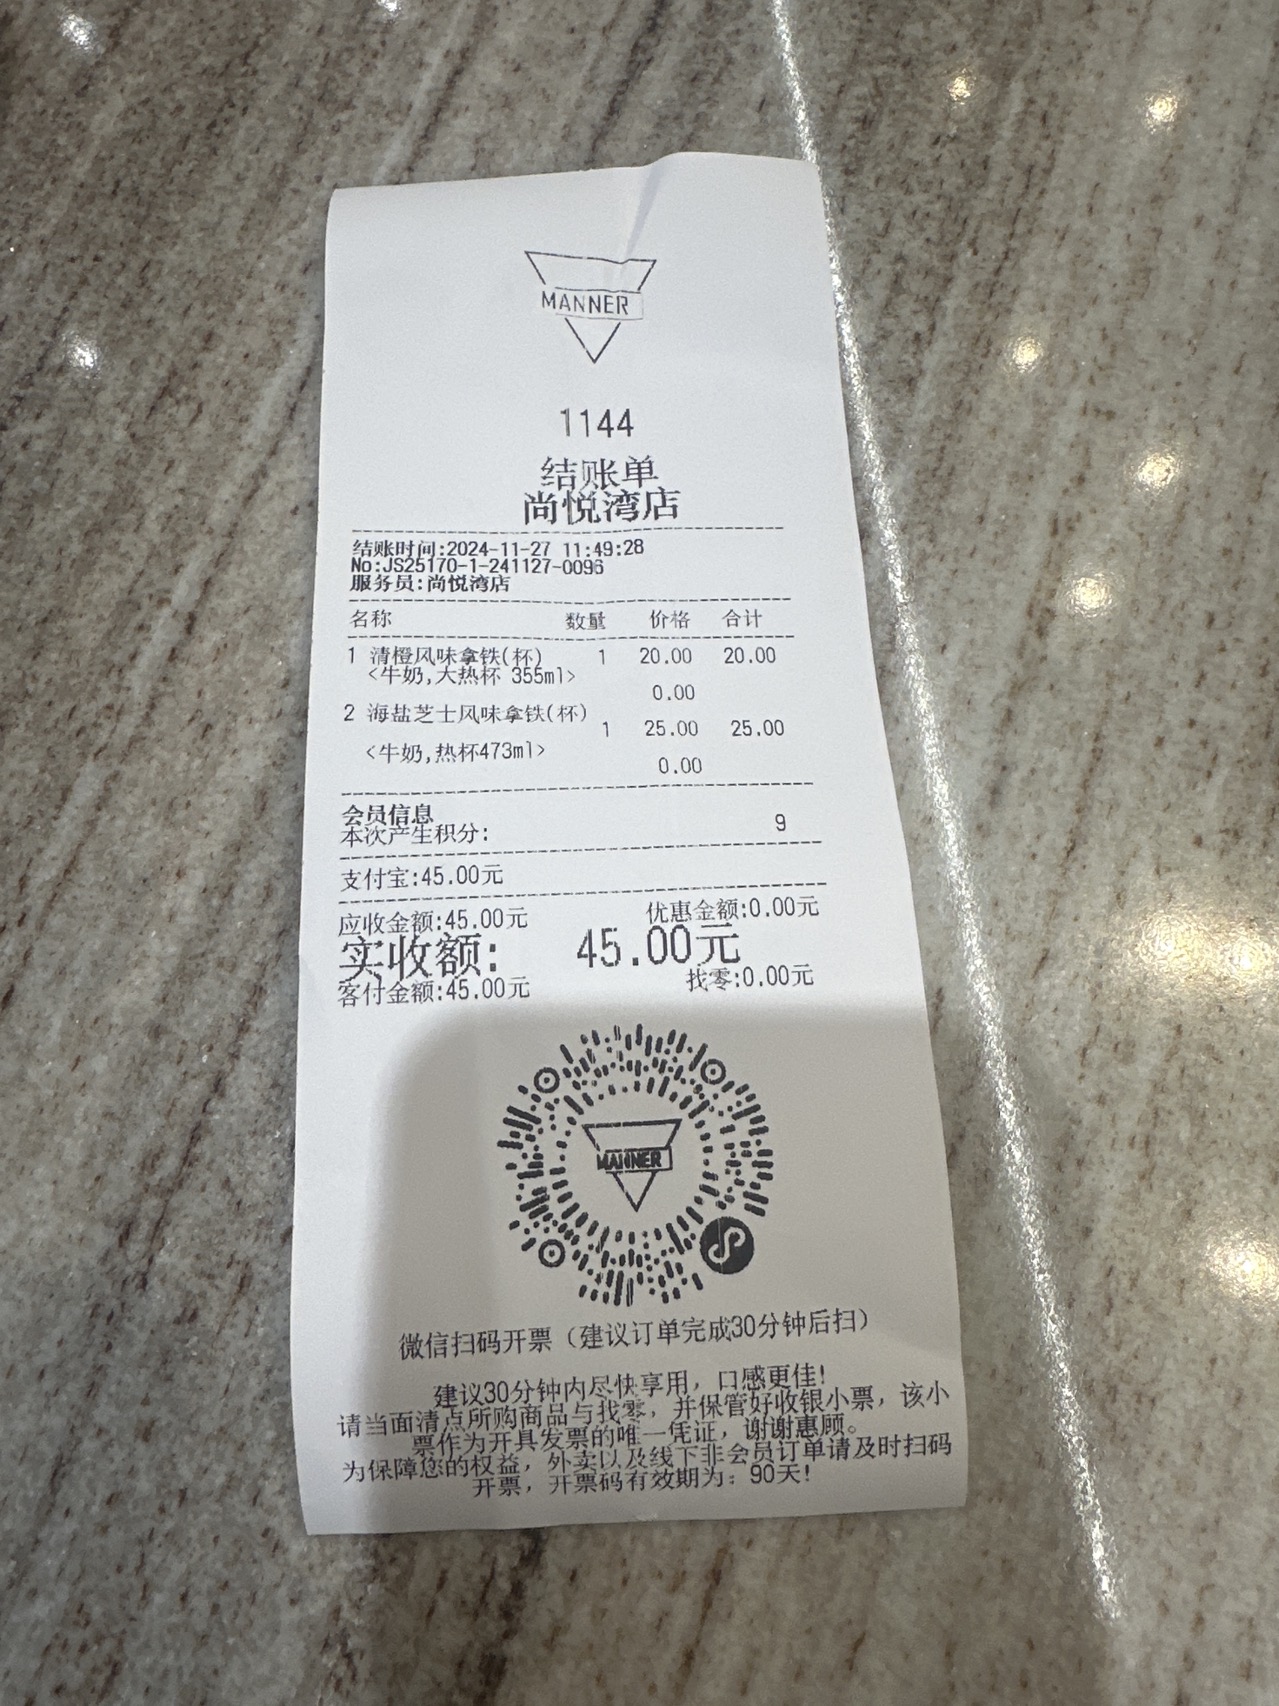 MANNER
1144
结账单
尚悦湾店
结账时间:2024-11-27 11:49:28
No:JS25170-1-241127-0096
服务员:尚悦湾店
名称 数量 价格 合计
1 清橙风味拿铁(杯) 1 20.00 20.00
<牛奶,大热杯 355ml>
0.00
2 海盐芝士风味拿铁(杯)
1 25.00 25.00
<牛奶,热杯473ml>
0.00
会员信息
本次产生积分: 9
支付宝:45.00元
应收金额:45.00元 优惠金额:0.00元
实收额: 45.00元
客付金额:45.00元 找零:0.00元
MANNER
微信扫码开票（建议订单完成30分钟后扫）
建议30分钟内尽快享用，口感更佳!
请当面清点所购商品与找零，并保管好收银小票，该小
票作为开具发票的唯一凭证，谢谢惠顾。
为保障您的权益，外卖以及线下非会员订单请及时扫码
开票，开票码有效期为：90天!